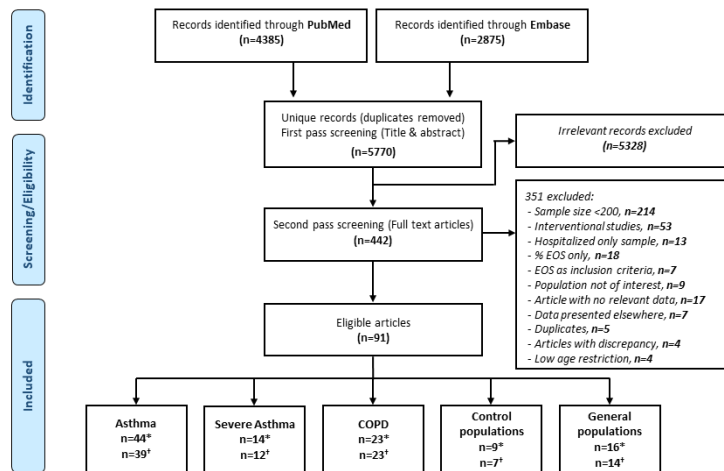 Identification
Records identified through PubMed
(n=4385)
Records identified through Embase
(n=2875)
Unique records (duplicates removed)
First pass screening (Title & abstract)
(n=5770)
Irrelevant records excluded
(n=5328)
Screening/Eligibility
Second pass screening (Full text articles)
(n=442)
351 excluded:
- Sample size <200, n=214
- Interventional studies, n=53
- Hospitalized only sample, n=13
- % EOS only, n=18
- EOS as inclusion criteria, n=7
- Population not of interest, n=9
- Article with no relevant data, n=17
- Data presented elsewhere, n=7
- Duplicates, n=5
- Articles with discrepancy, n=4
- Low age restriction, n=4
Included
Eligible articles
(n=91)
Asthma
n=44*
n=39†
Severe Asthma
n=14*
n=12†
COPD
n=23*
n=23†
Control
populations
n=9*
n=7†
General
populations
n=16*
n=14†